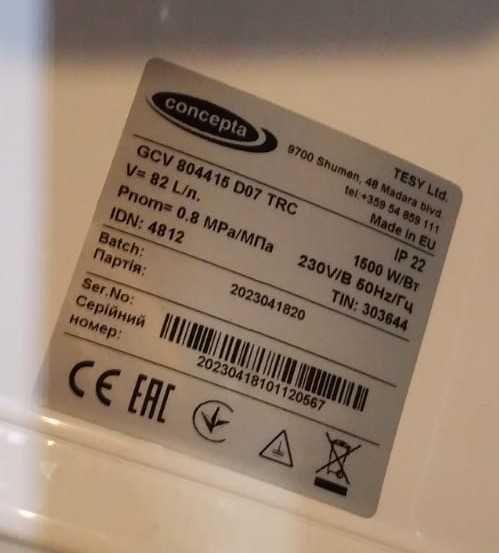 concepta
TESY Ltd.
9700 Shumen, 48 Madara blvd.
tel:+359 54 859 111
Made in EU
GCV 804415 D07 TRC
V= 82 L/л.
IP 22
1500 W/Вт
Pnom= 0.8 MPa/МПа
230V/В 50Hz/Гц
IDN: 4812
TIN: 303644
Batch:
Партія:
2023041820
Ser.No:
Серійний
номер:
20230418101120567
CE EAC